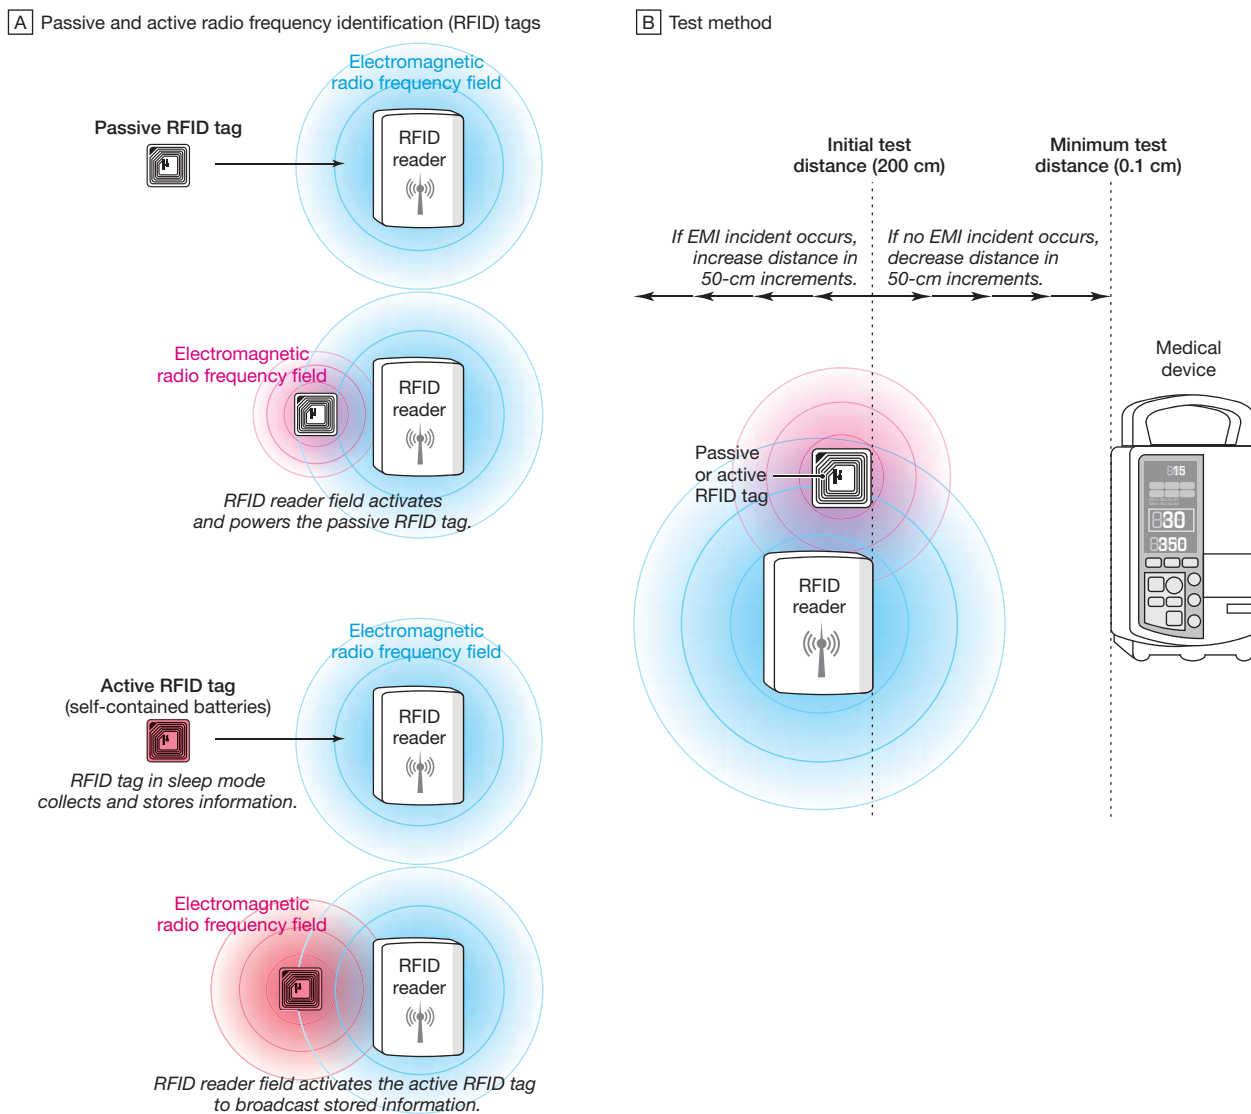 A Passive and active radio frequency identification (RFID) tags
Electromagnetic
radio frequency field
Passive RFID tag
RFID
reader
Electromagnetic
radio frequency field
RFID
reader
RFID reader field activates
and powers the passive RFID tag.
Electromagnetic
radio frequency field
Active RFID tag
(self-contained batteries)
RFID
reader
RFID tag in sleep mode
collects and stores information.
Electromagnetic
radio frequency field
RFID
reader
RFID reader field activates the active RFID tag
to broadcast stored information.
B Test method
Initial test
distance (200 cm)
Minimum test
distance (0.1 cm)
If EMI incident occurs,
increase distance in
50-cm increments.
If no EMI incident occurs,
decrease distance in
50-cm increments.
Medical
device
Passive
or active
RFID tag
RFID
reader
15
30
350